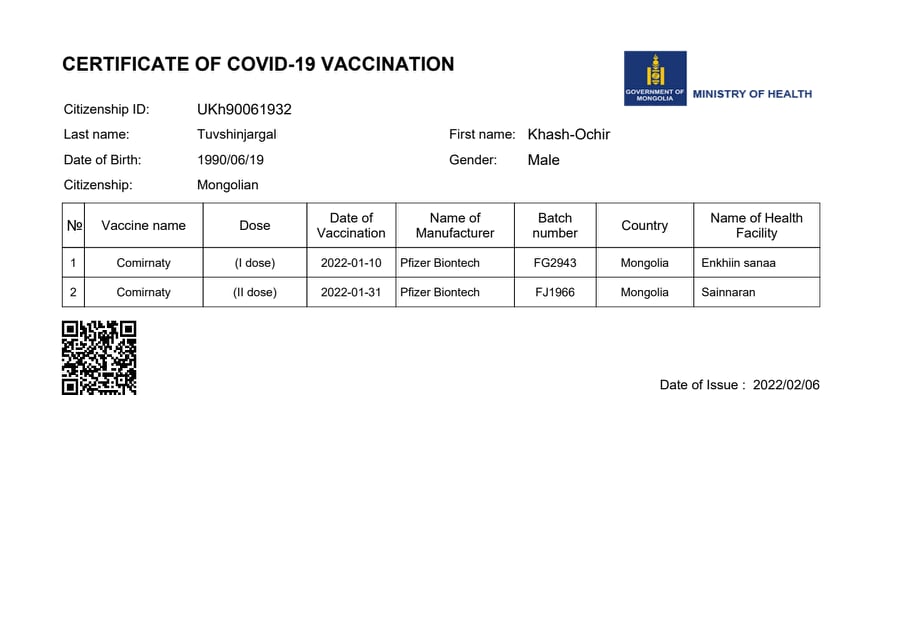 CERTIFICATE OF COVID-19 VACCINATION
GOVERNMENT OF
MONGOLIA
MINISTRY OF HEALTH
Citizenship ID: UKh90061932
Last name: Tuvshinjargal First name: Khash-Ochir
Date of Birth: 1990/06/19 Gender: Male
Citizenship: Mongolian
№ Vaccine name Dose Date of Vaccination Name of Manufacturer Batch number Country Name of Health Facility
1 Comirnaty (I dose) 2022-01-10 Pfizer Biontech FG2943 Mongolia Enkhiin sanaa
2 Comirnaty (II dose) 2022-01-31 Pfizer Biontech FJ1966 Mongolia Sainnaran
Date of Issue : 2022/02/06